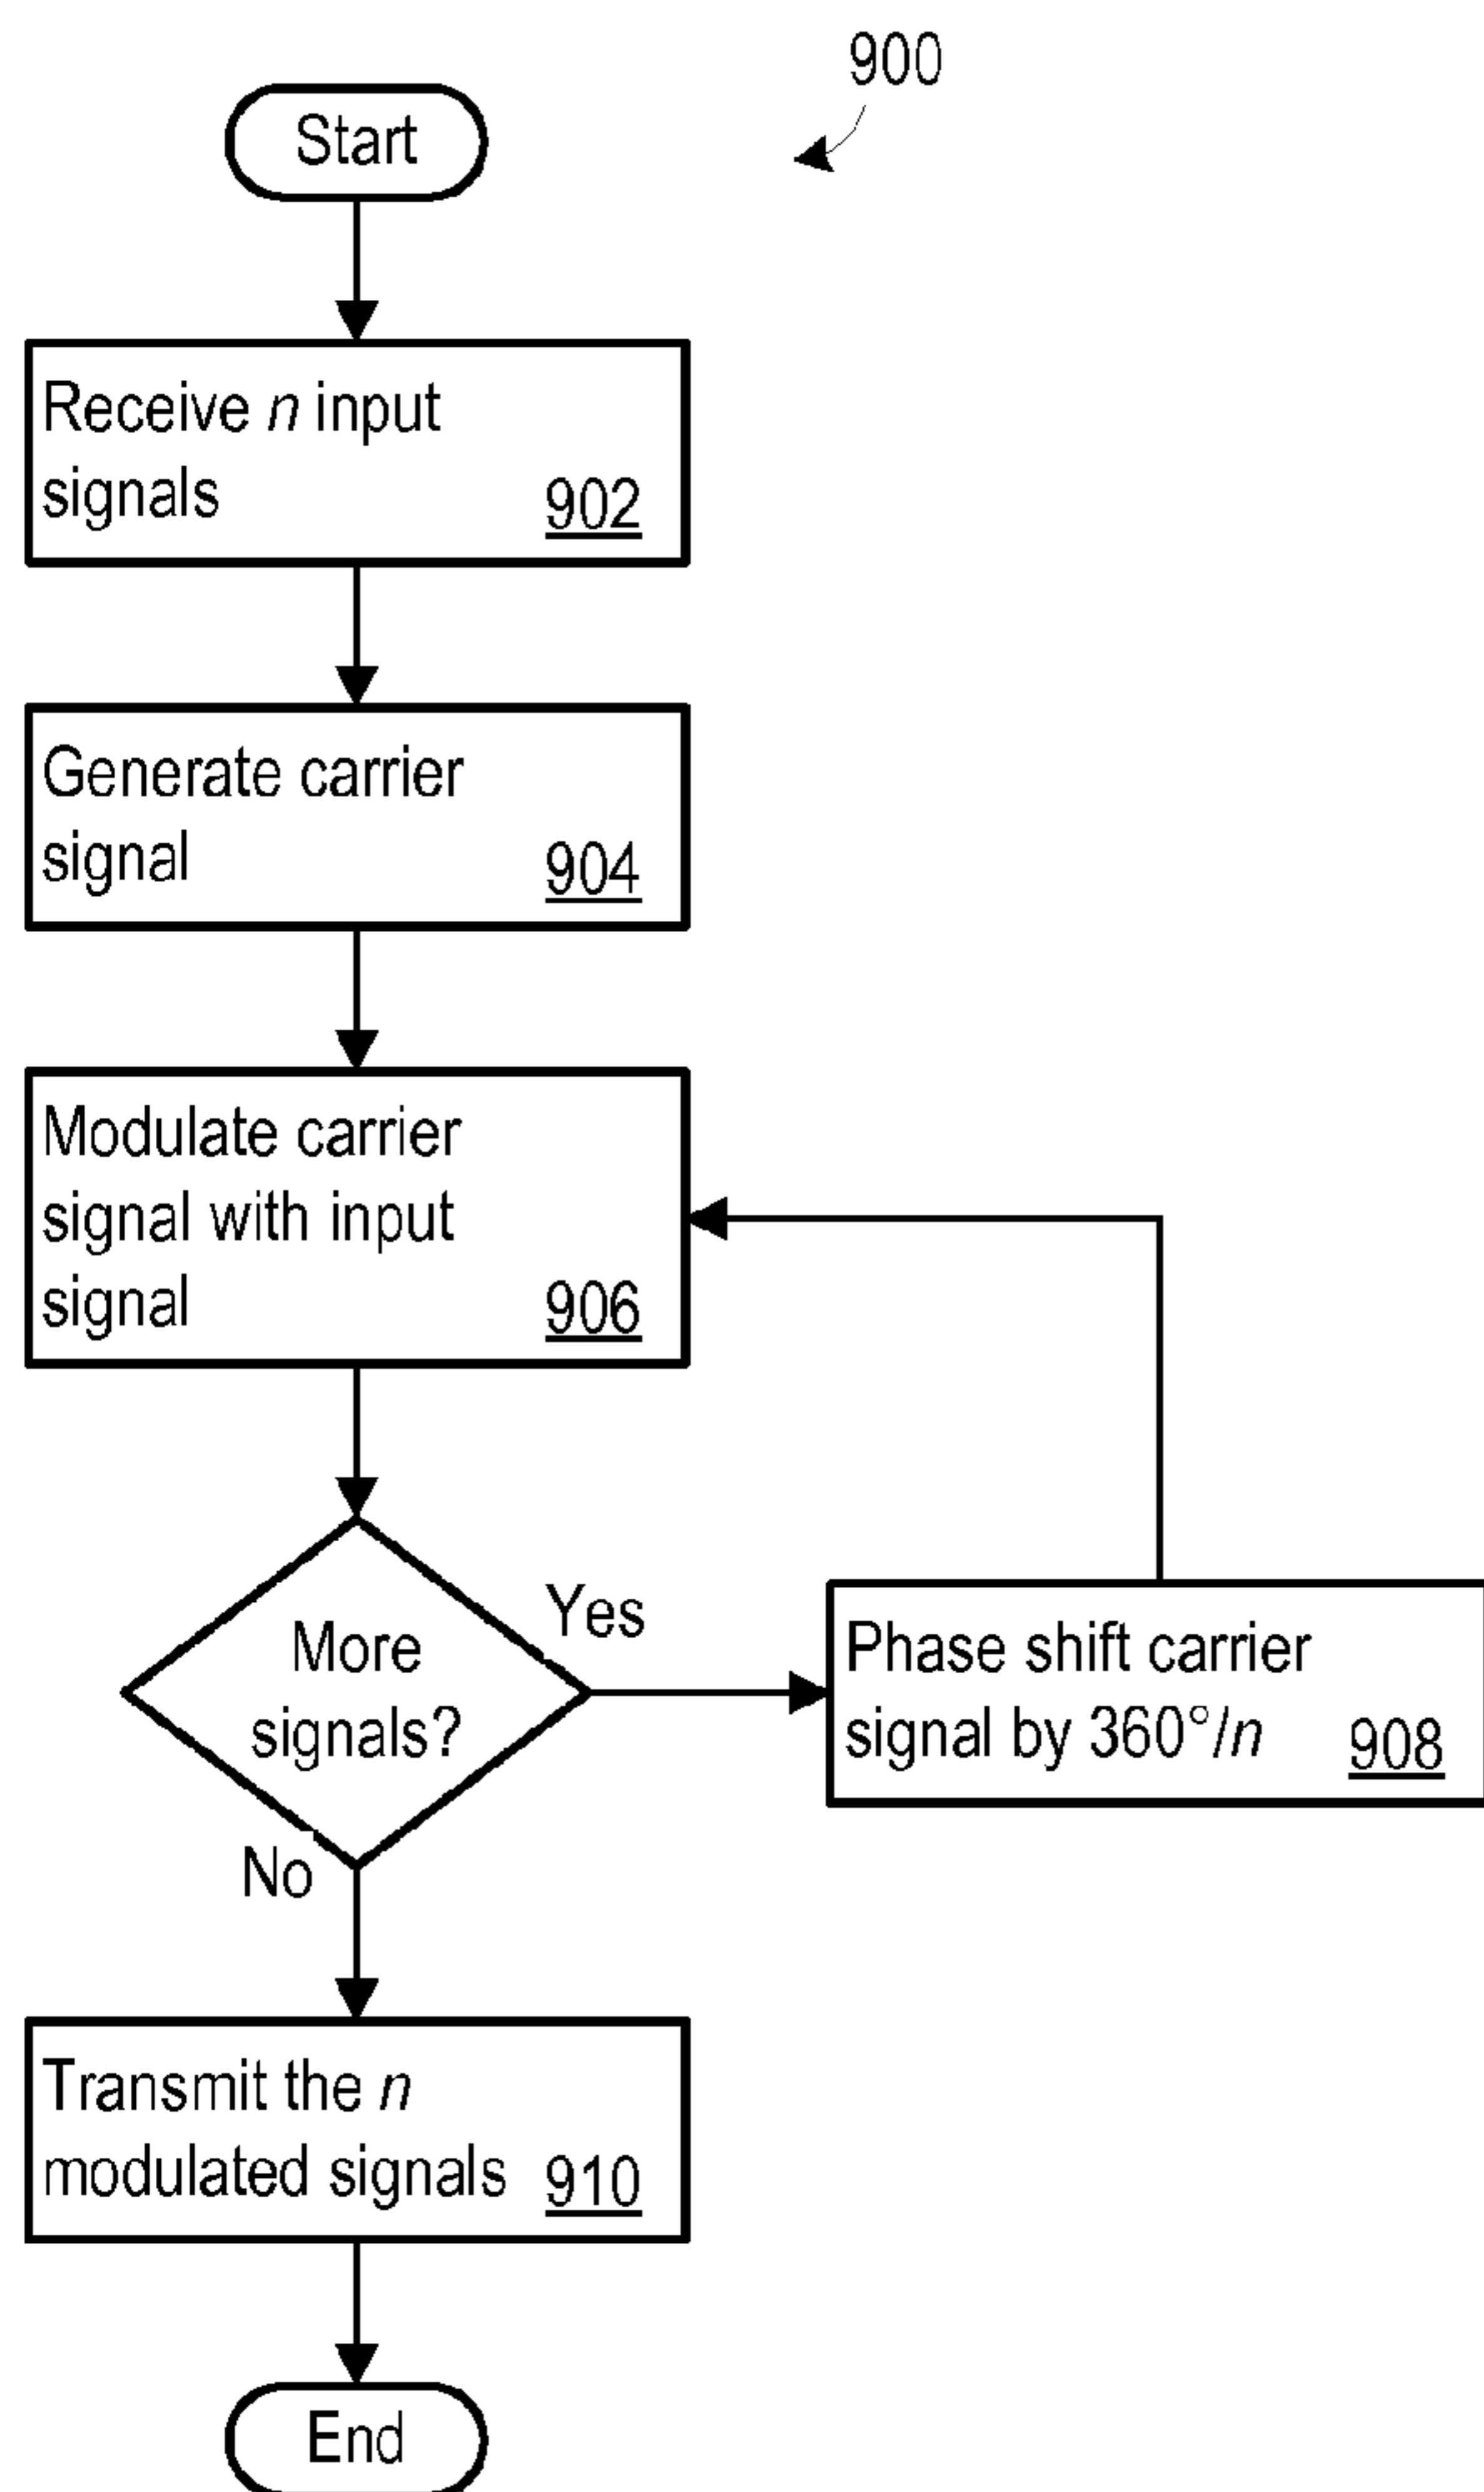 900
Start
Receive n input
signals
902
Generate carrier
signal
904
Modulate carrier
signal with input
signal
906
More
signals?
Yes
Phase shift carrier
signal by 360°/n
908
No
Transmit the n
modulated signals
910
End